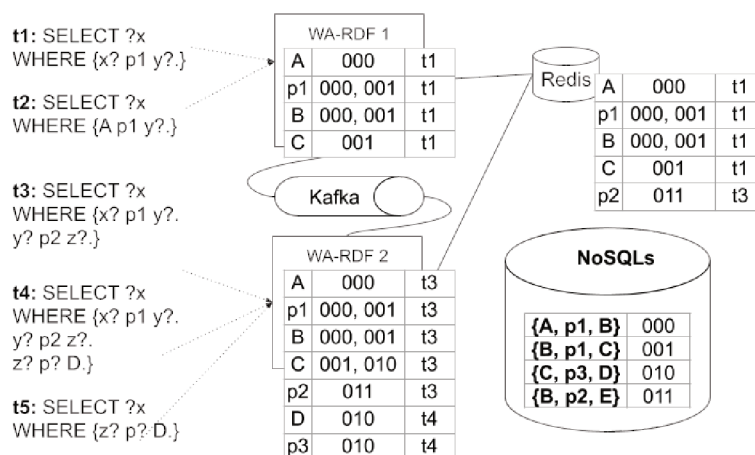 t1: SELECT ?x
WHERE {x? p1 y?.}
t2: SELECT ?x
WHERE {A p1 y?.}
t3: SELECT ?x
WHERE {x? p1 y?.
y? p2 z?.}
t4: SELECT ?x
WHERE {x? p1 y?.
y? p2 z?.
z? p? D.}
t5: SELECT ?x
WHERE {z? p? D.}
WA-RDF 1
A 000 t1
p1 000, 001 t1
B 000, 001 t1
C 001 t1
Kafka
WA-RDF 2
A 000 t3
p1 000, 001 t3
B 000, 001 t3
C 001, 010 t3
p2 011 t3
D 010 t4
p3 010 t4
Redis
A 000 t1
p1 000, 001 t1
B 000, 001 t1
C 001 t1
p2 011 t3
NoSQLs
{A, p1, B} 000
{B, p1, C} 001
{C, p3, D} 010
{B, p2, E} 011